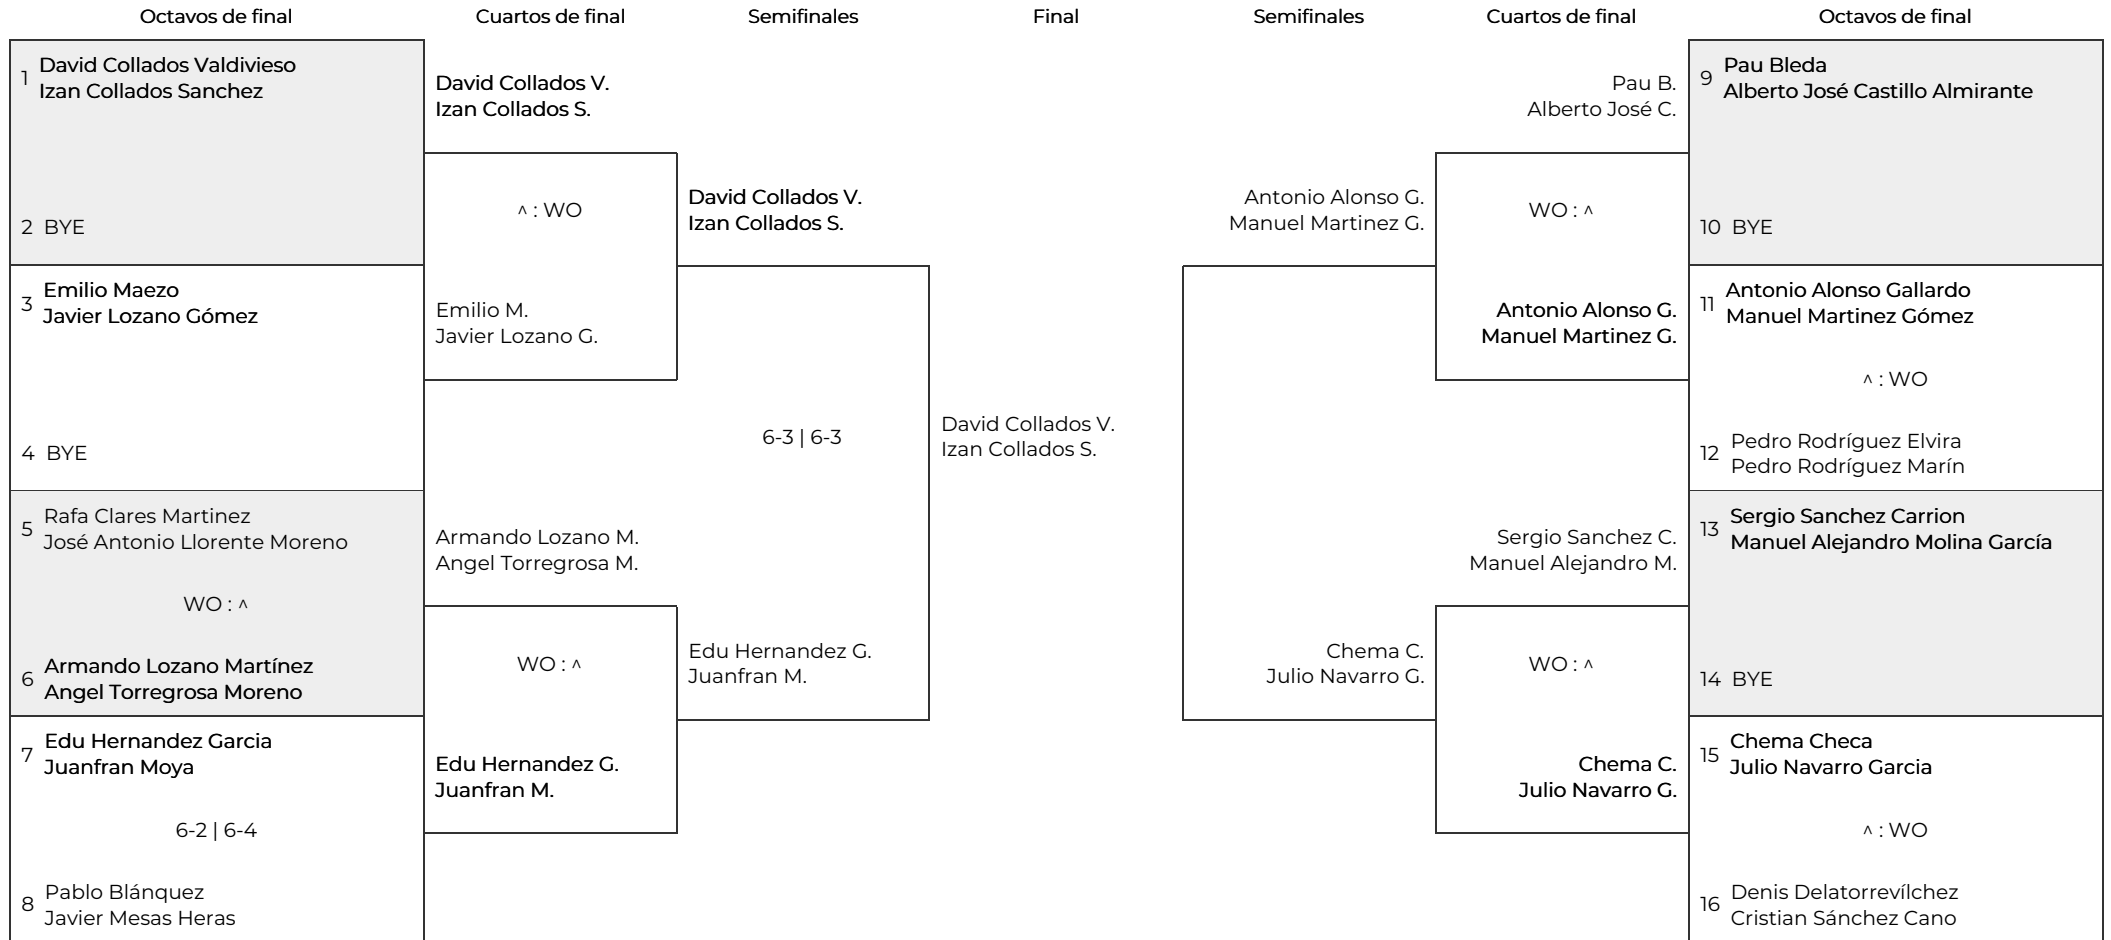 Octavos de final
Cuartos de final
Semifinales
Final
Semifinales
Cuartos de final
Octavos de final
1
David Collados Valdivieso
Izan Collados Sanchez
2 BYE
3
Emilio Maezo
Javier Lozano Gómez
4 BYE
5
Rafa Clares Martinez
José Antonio Llorente Moreno
WO : ^
6
Armando Lozano Martínez
Angel Torregrosa Moreno
7
Edu Hernandez Garcia
Juanfran Moya
6-2 | 6-4
8
Pablo Blánquez
Javier Mesas Heras
David Collados V.
Izan Collados S.
^ : WO
Emilio M.
Javier Lozano G.
Armando Lozano M.
Angel Torregrosa M.
WO : ^
Edu Hernandez G.
Juanfran M.
David Collados V.
Izan Collados S.
6-3 | 6-3
Edu Hernandez G.
Juanfran M.
David Collados V.
Izan Collados S.
Antonio Alonso G.
Manuel Martinez G.
Chema C.
Julio Navarro G.
Pau B.
Alberto José C.
WO : ^
Antonio Alonso G.
Manuel Martinez G.
Sergio Sanchez C.
Manuel Alejandro M.
WO : ^
Chema C.
Julio Navarro G.
9
Pau Bleda
Alberto José Castillo Almirante
10 BYE
11
Antonio Alonso Gallardo
Manuel Martinez Gómez
^ : WO
12
Pedro Rodríguez Elvira
Pedro Rodríguez Marín
13
Sergio Sanchez Carrion
Manuel Alejandro Molina García
14 BYE
15
Chema Checa
Julio Navarro Garcia
^ : WO
16
Denis Delatorrevílchez
Cristian Sánchez Cano